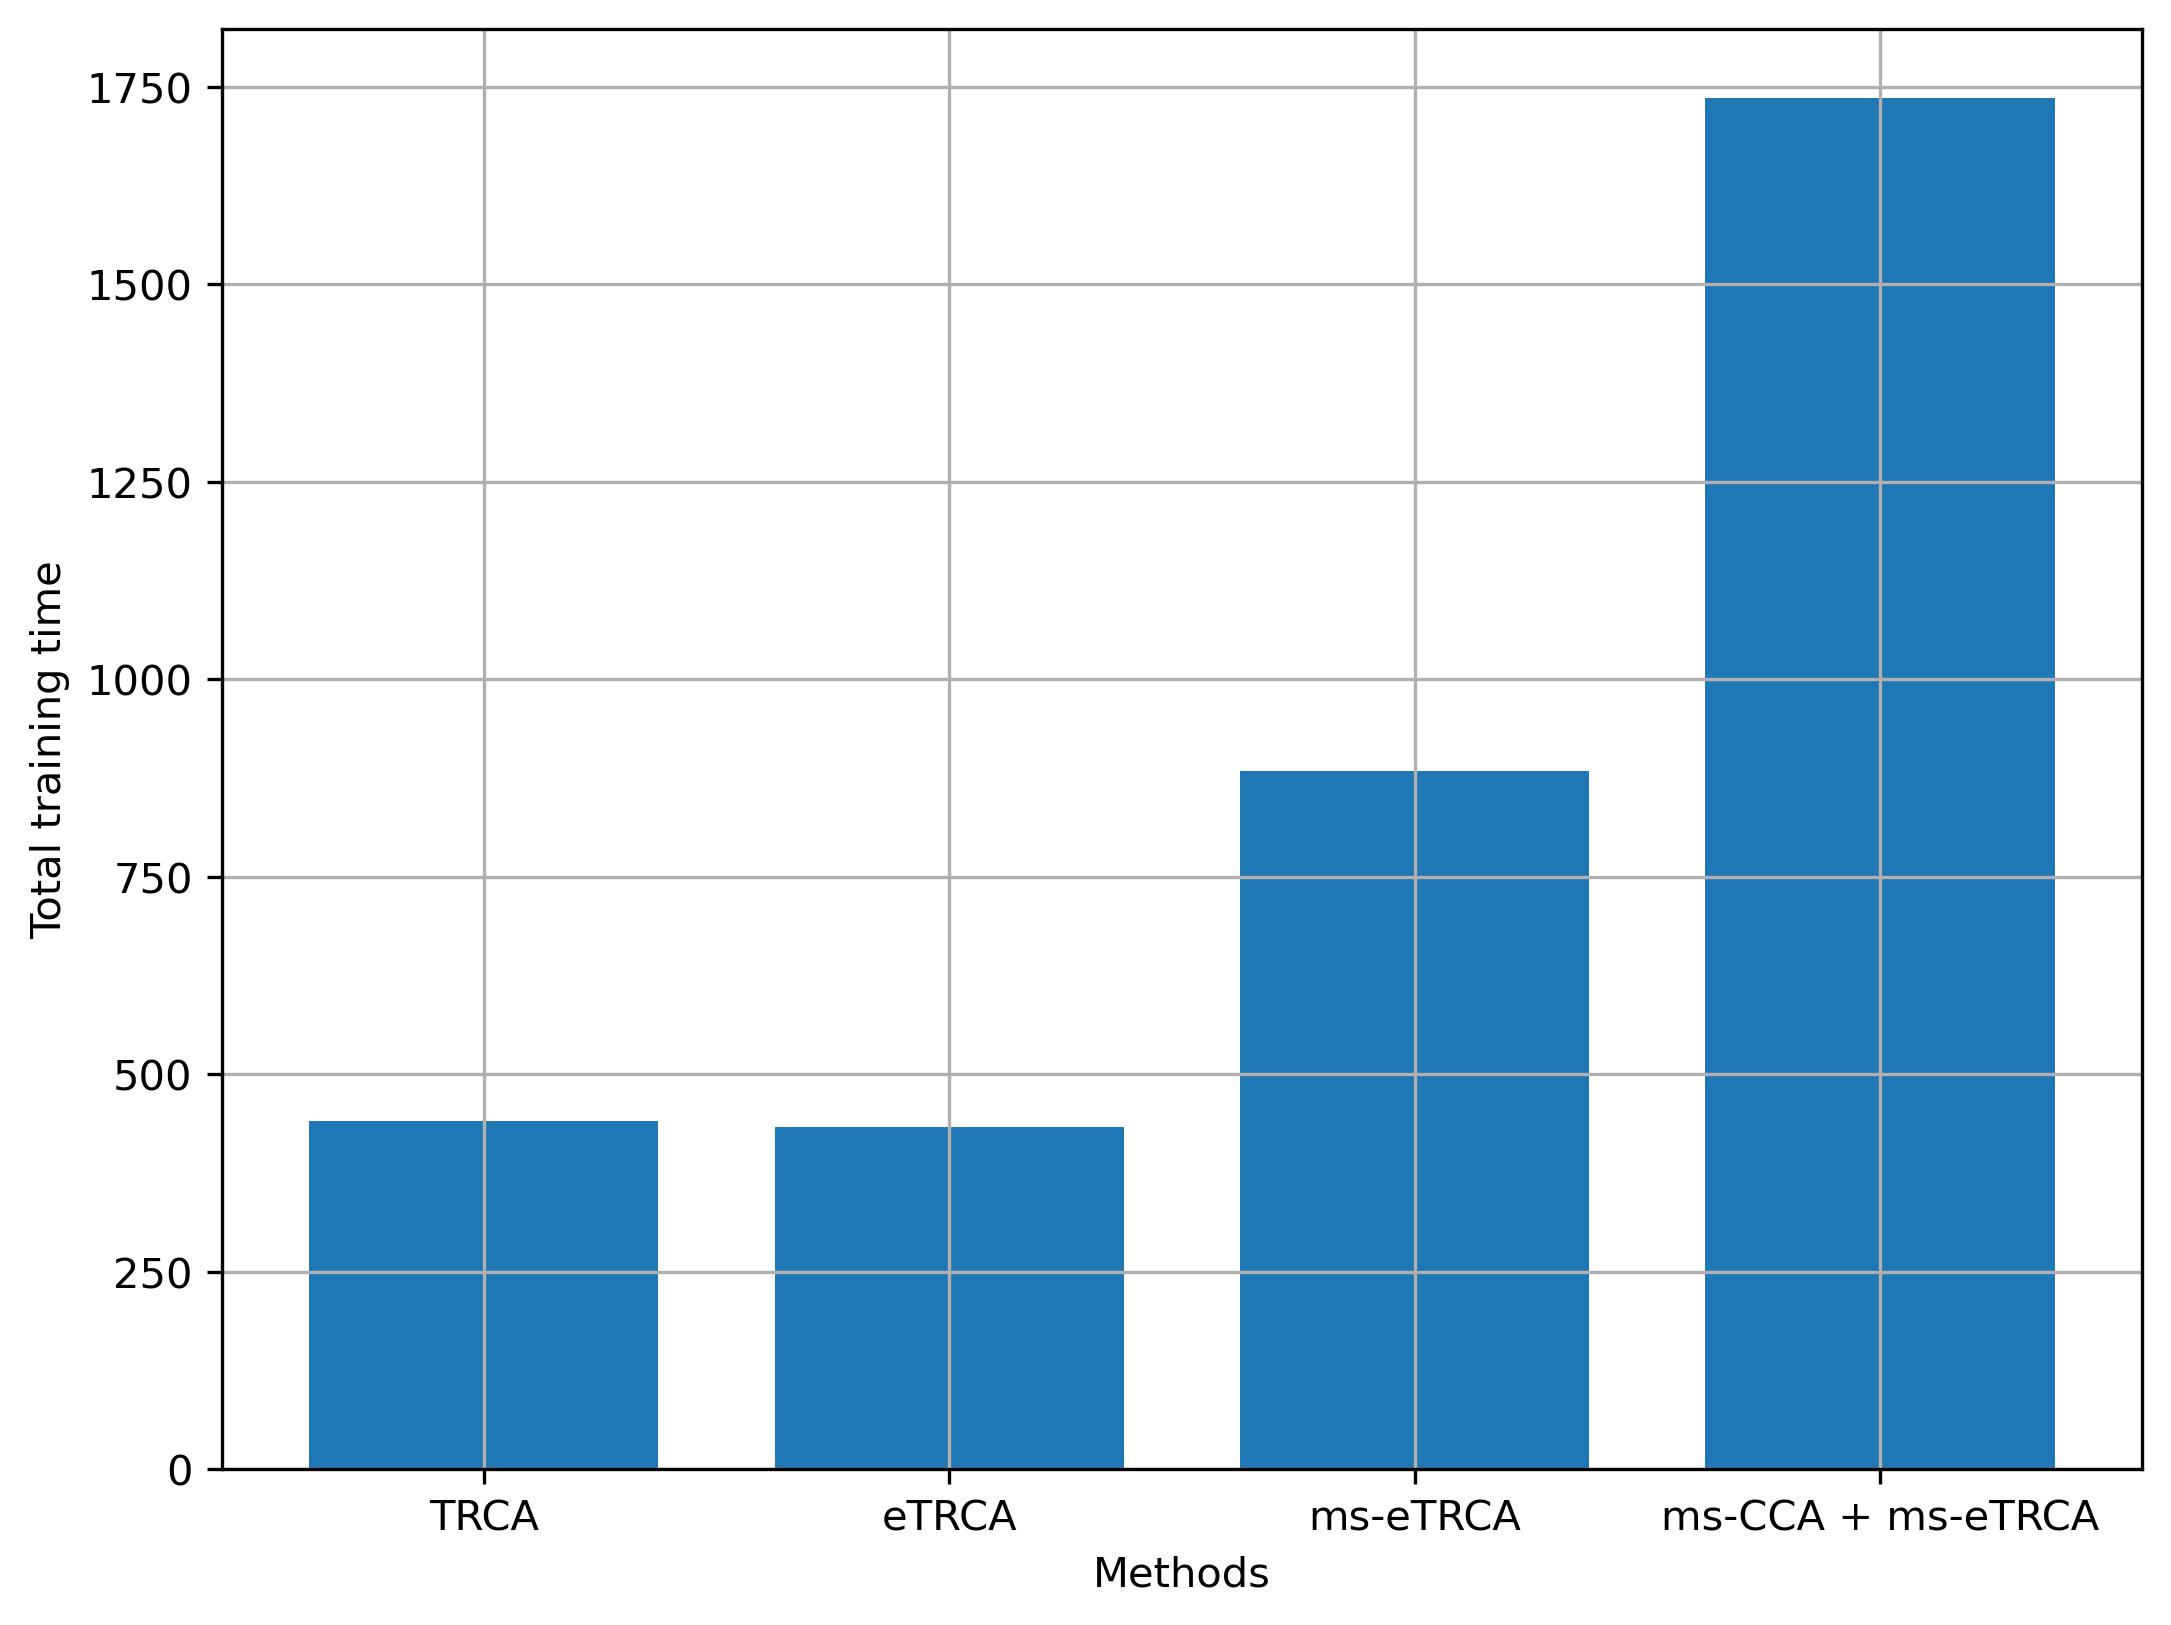 1750
1500
1250
1000
750
500
250
0
Total training time
TRCA
eTRCA
ms-eTRCA
ms-CCA + ms-eTRCA
Methods